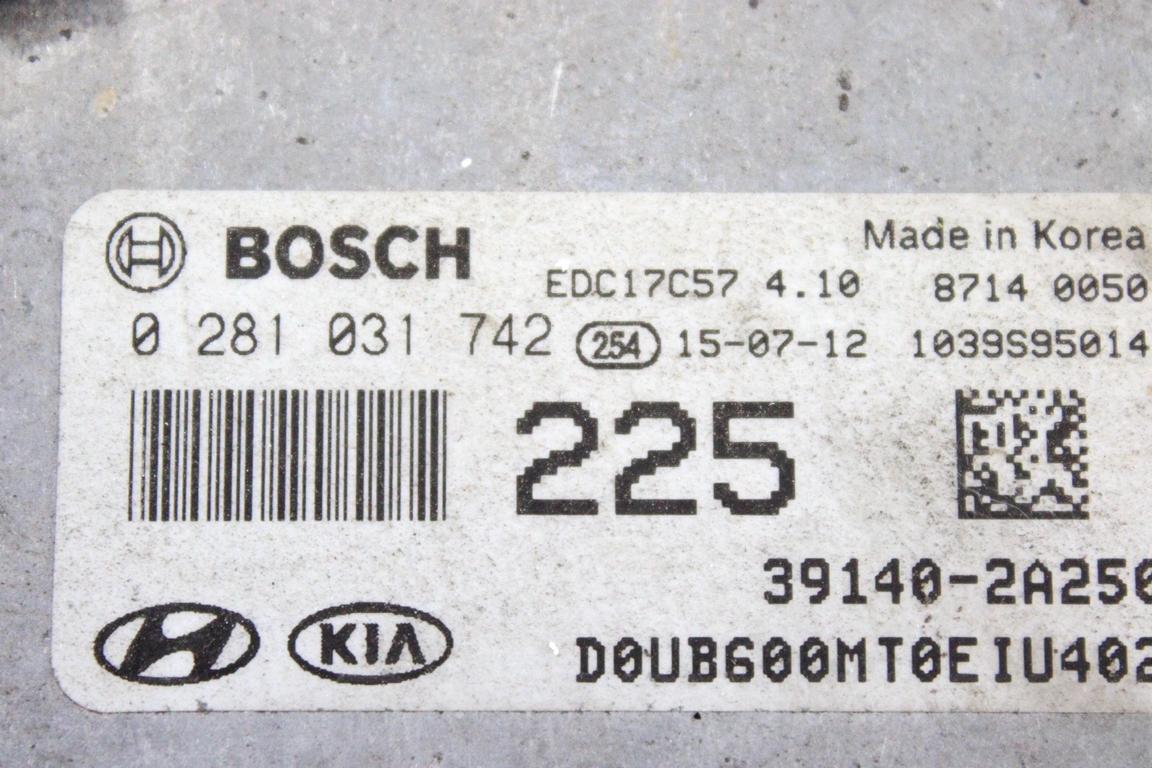 BOSCH
Made in Korea
EDC17C57 4.10 8714 0050
0 281 031 742 254 15-07-12 1039S95014
225
39140-2A250
KIA
D0UB600MT0EIU402